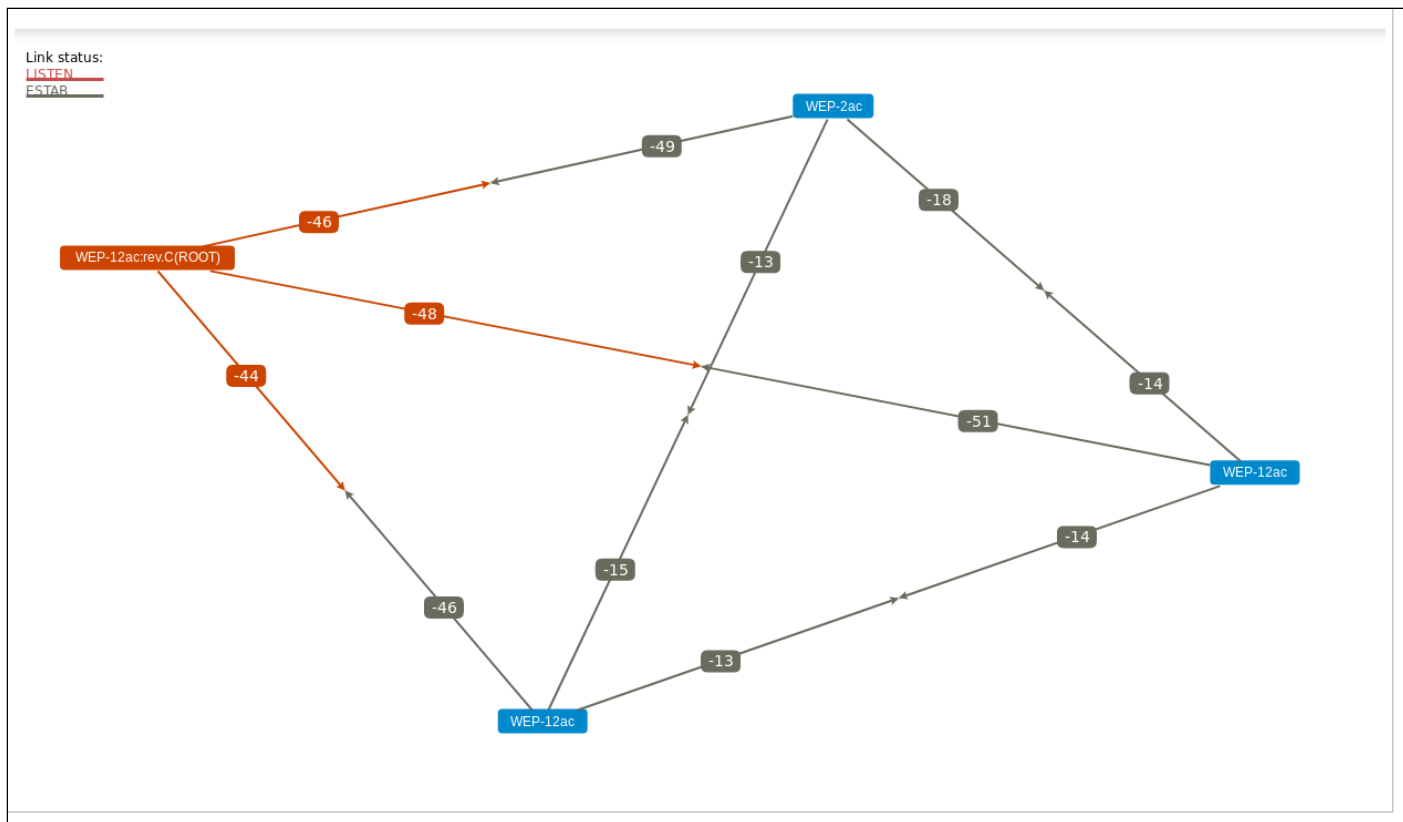 Link status:
LISTEN
ESTAB
WEP-2ac
-49
-18
-46
WEP-12ac:rev.C(ROOT)
-13
-48
-44
-14
-51
WEP-12ac
-14
-15
-46
-13
WEP-12ac